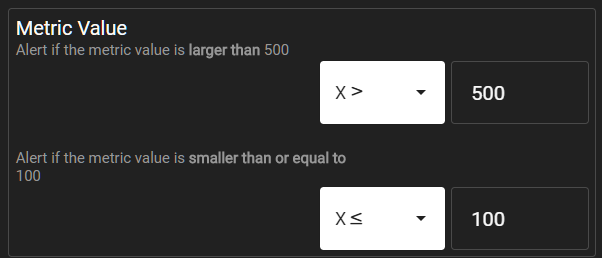 Metric Value
Alert if the metric value is larger than 500
X > 500
Alert if the metric value is smaller than or equal to
100
X ≤ 100